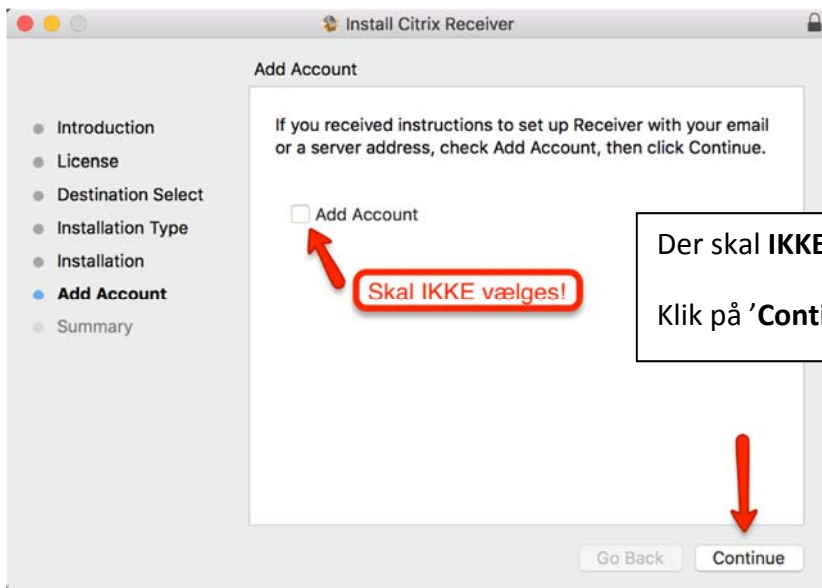 Install Citrix Receiver
Add Account
Introduction
License
Destination Select
Installation Type
Installation
Add Account
Summary
If you received instructions to set up Receiver with your email
or a server address, check Add Account, then click Continue.
Add Account
Skal IKKE vælges!
Der skal IKKE
Klik på ’
Go Back
Continue